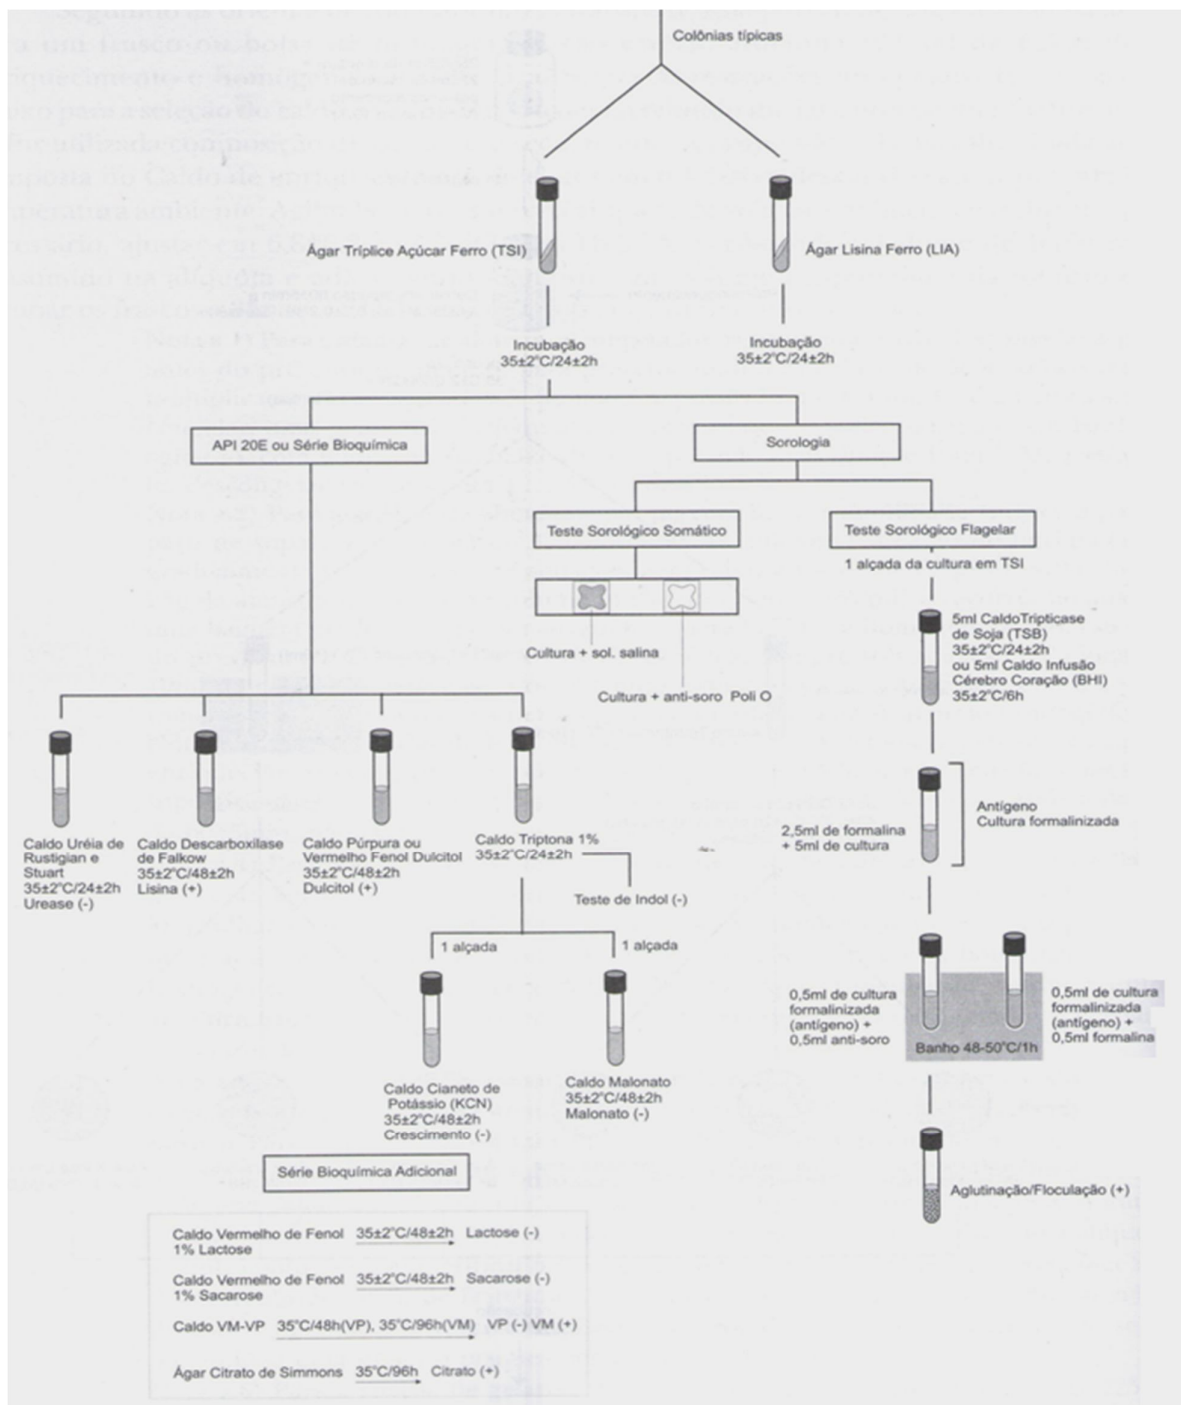 Colônias típicas
Ágar Tríplice Açúcar Ferro (TSI)
Ágar Lisina Ferro (LIA)
Incubação
35±2°C/24±2h
Incubação
35±2°C/24±2h
API 20E ou Série Bioquímica
Sorologia
Teste Sorológico Somático
Teste Sorológico Flagelar
1 alçada da cultura em TSI
Cultura + sol. salina
Cultura + anti-soro Poli O
5ml CaldoTripticase
de Soja (TSB)
35±2°C/24±2h
ou 5ml Caldo Infusão
Cérebro Coração (BHI)
35±2°C/6h
Caldo Uréia de
Rustigian e
Stuart
35±2°C/24±2h
Urease (-)
Caldo Descarboxilase
de Falkow
35±2°C/48±2h
Lisina (+)
Caldo Púrpura ou
Vermelho Fenol Dulcitol
35±2°C/48±2h
Dulcitol (+)
Caldo Triptona 1%
35±2°C/24±2h
Teste de Indol (-)
2,5ml de formalina
+ 5ml de cultura
Antígeno
Cultura formalinizada
1 alçada
1 alçada
0,5ml de cultura
formalinizada
(antígeno) +
0,5ml anti-soro
Banho 48-50°C/1h
0,5ml de cultura
formalinizada
(antígeno) +
0,5ml formalina
Caldo Cianeto de
Potássio (KCN)
35±2°C/48±2h
Crescimento (-)
Caldo Malonato
35±2°C/48±2h
Malonato (-)
Aglutinação/Floculação (+)
Série Bioquímica Adicional
Caldo Vermelho de Fenol 35±2°C/48±2h Lactose (-)
1% Lactose
Caldo Vermelho de Fenol 35±2°C/48±2h Sacarose (-)
1% Sacarose
Caldo VM-VP 35°C/48h(VP), 35°C/96h(VM) VP (-) VM (+)
Ágar Citrato de Simmons 35°C/96h Citrato (+)